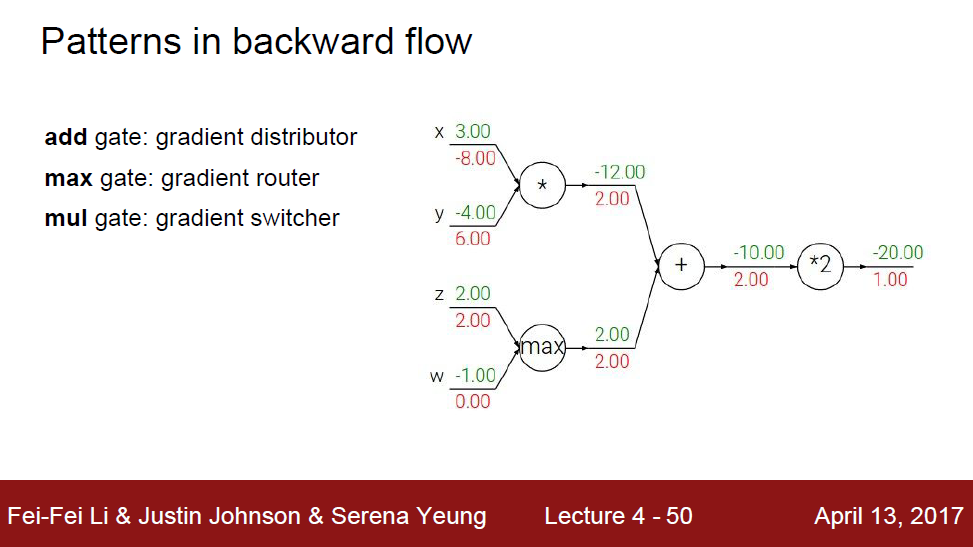 Patterns in backward flow
add gate: gradient distributor
max gate: gradient router
mul gate: gradient switcher
x 3.00
-8.00
*
-12.00
2.00
y -4.00
6.00
+
-10.00
2.00
*2
-20.00
1.00
z 2.00
2.00
max
2.00
2.00
w -1.00
0.00
Fei-Fei Li & Justin Johnson & Serena Yeung Lecture 4 - 50 April 13, 2017